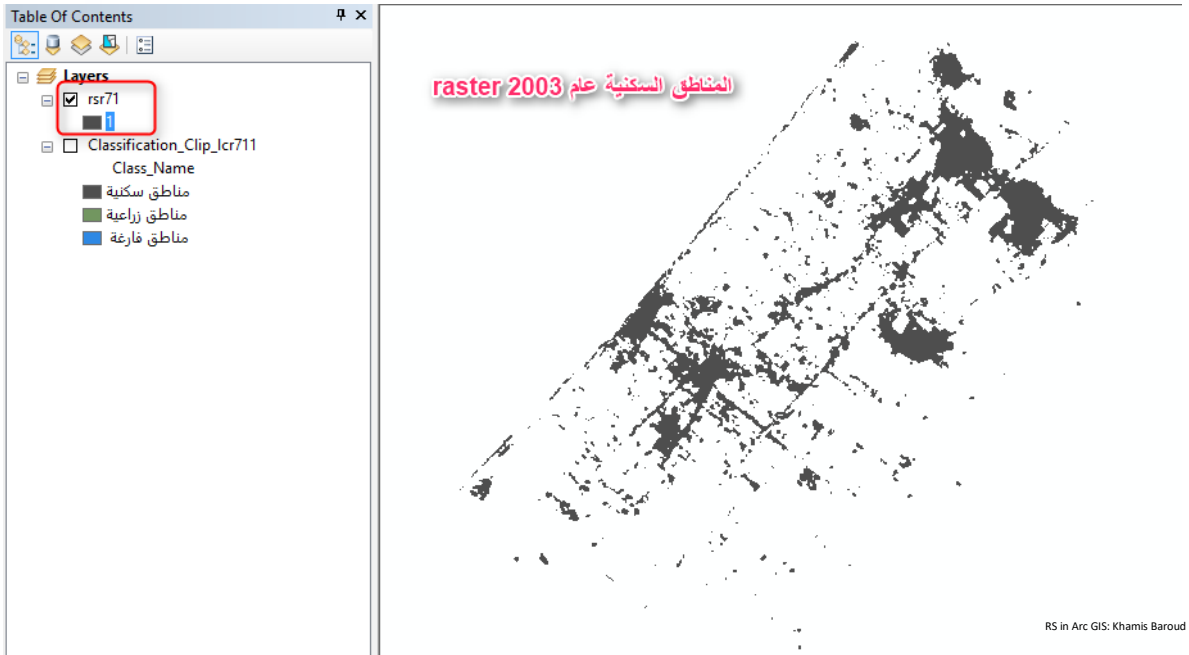 Table Of Contents
Layers
rsr71
1
Classification_Clip_lcr711
Class_Name
مناطق سكنية
مناطق زراعية
مناطق فارغة
المناطق السكنية عام 2003 raster
RS in Arc GIS: Khamis Baroud